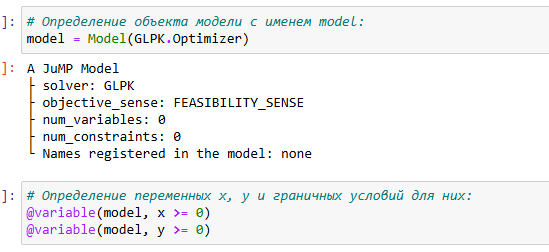 ]: # Определение объекта модели с именем model:
model = Model(GLPK.Optimizer)
]: A JuMP Model
├ solver: GLPK
├ objective_sense: FEASIBILITY_SENSE
├ num_variables: 0
├ num_constraints: 0
└ Names registered in the model: none
]: # Определение переменных x, y и граничных условий для них:
@variable(model, x >= 0)
@variable(model, y >= 0)